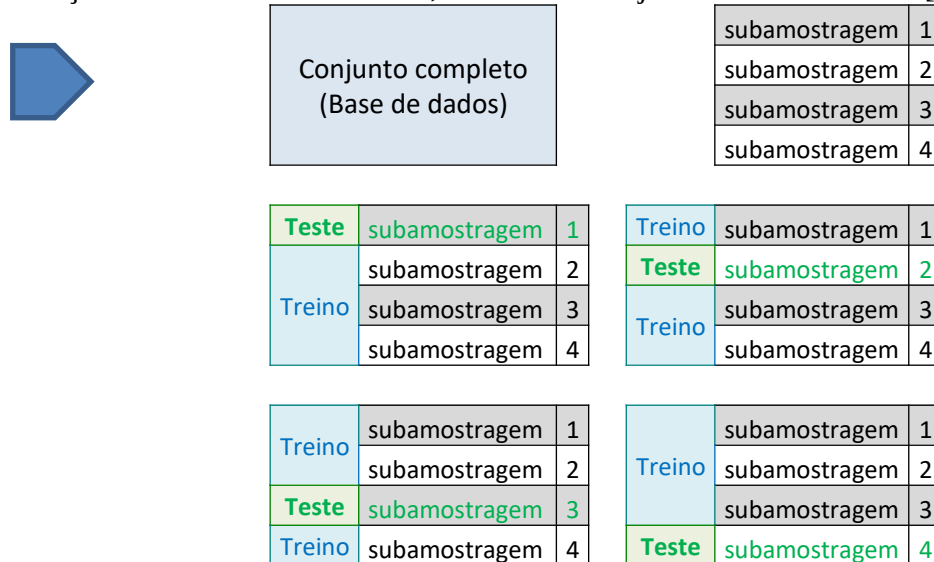 subamostragem 1
Conjunto completo
(Base de dados)
subamostragem 2
subamostragem 3
subamostragem 4
Teste subamostragem 1
Treino
subamostragem 2
subamostragem 3
subamostragem 4
Treino subamostragem 1
Teste subamostragem 2
Treino
subamostragem 3
subamostragem 4
Treino
subamostragem 1
subamostragem 2
Teste subamostragem 3
Treino subamostragem 4
Treino
subamostragem 1
subamostragem 2
subamostragem 3
Teste subamostragem 4